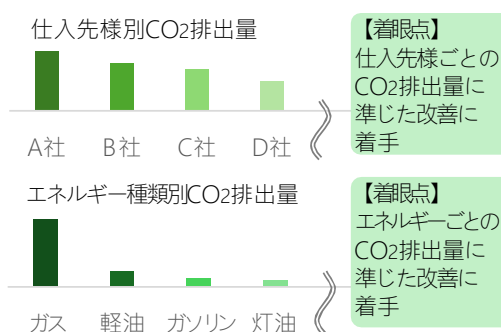 仕入先様別CO2排出量
【着眼点】
仕入先様ごとの
CO2排出量に
準じた改善に
着手
A社 B社 C社 D社
エネルギー種類別CO2排出量
【着眼点】
エネルギーごとの
CO2排出量に
準じた改善に
着手
ガス 軽油 ガソリン 灯油